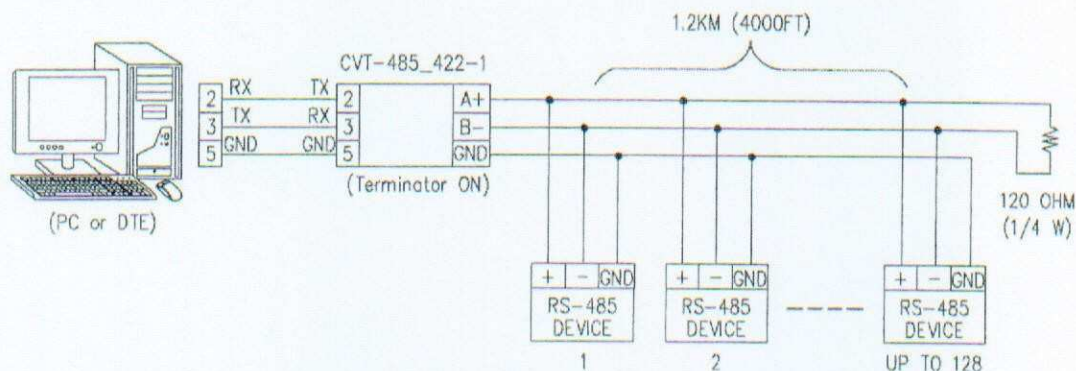 1.2KM (4000FT)
CVT-485_422-1
2 RX TX 2 A+
3 TX RX 3 B-
5 GND GND 5 GND
(Terminator ON)
(PC or DTE)
120 OHM
(1/4 W)
+ - GND
RS-485
DEVICE
1
+ - GND
RS-485
DEVICE
2
+ - GND
RS-485
DEVICE
UP TO 128